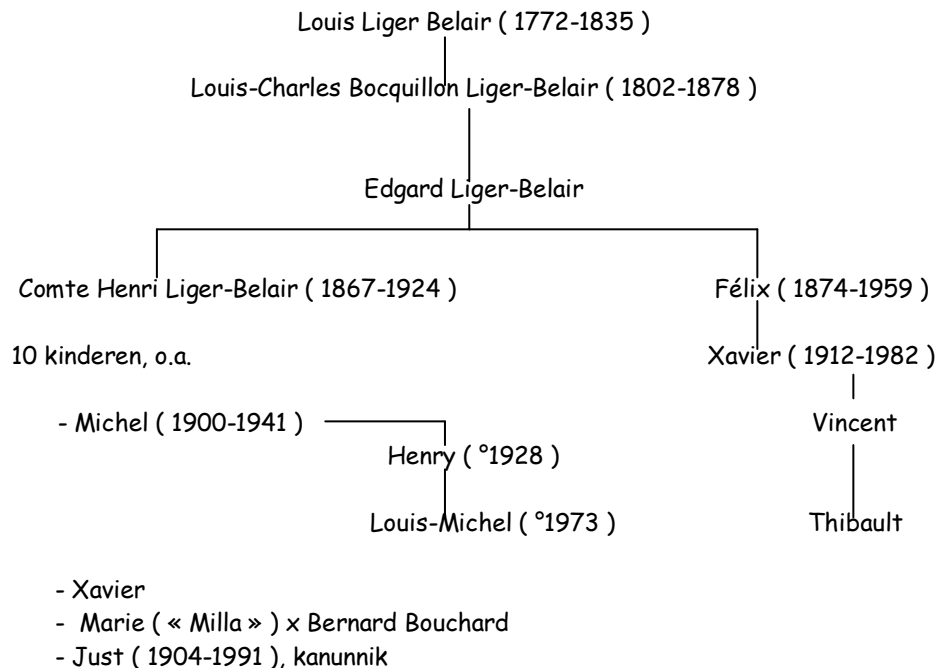 Louis Liger Belair ( 1772-1835 )
Louis-Charles Bocquillon Liger-Belair ( 1802-1878 )
Edgard Liger-Belair
Comte Henri Liger-Belair ( 1867-1924 )
Félix ( 1874-1959 )
10 kinderen, o.a.
Xavier ( 1912-1982 )
- Michel ( 1900-1941 )
Vincent
Henry ( °1928 )
Louis-Michel ( °1973 )
Thibault
- Xavier
- Marie ( « Milla » ) x Bernard Bouchard
- Just ( 1904-1991 ), kanunnik